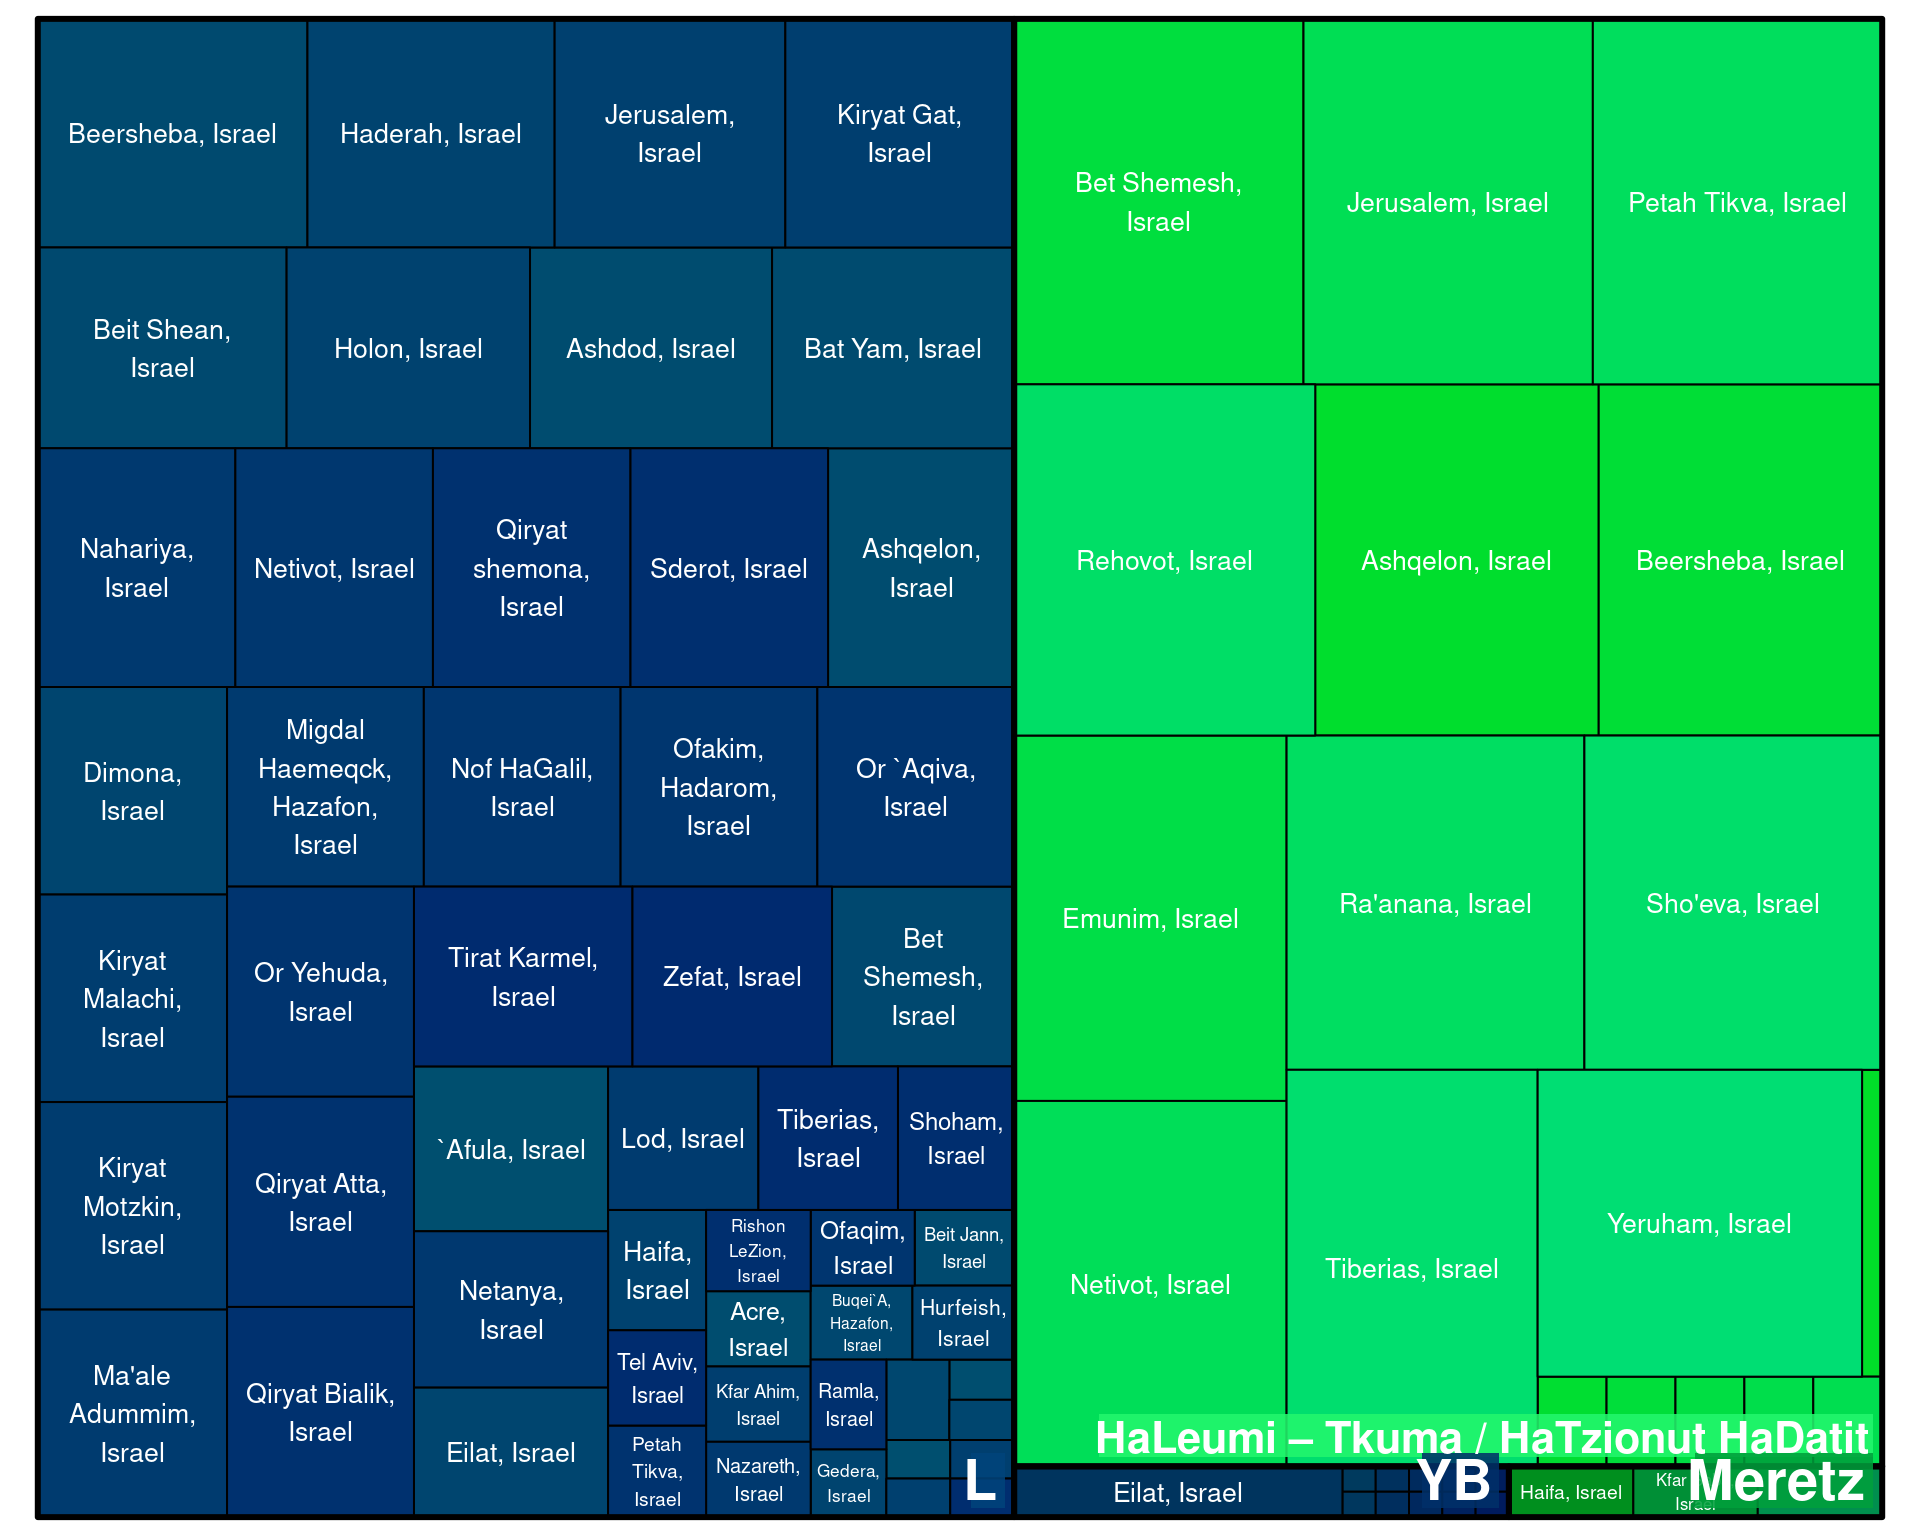 Beersheba, Israel
Haderah, Israel
Jerusalem,
Israel
Kiryat Gat,
Israel
Beit Shean,
Israel
Holon, Israel
Ashdod, Israel
Bat Yam, Israel
Nahariya,
Israel
Netivot, Israel
Qiryat
shemona,
Israel
Sderot, Israel
Ashqelon,
Israel
Dimona,
Israel
Migdal
Haemeqck,
Hazafon,
Israel
Nof HaGalil,
Israel
Ofakim,
Hadarom,
Israel
Or `Aqiva,
Israel
Kiryat
Malachi,
Israel
Or Yehuda,
Israel
Tirat Karmel,
Israel
Zefat, Israel
Bet
Shemesh,
Israel
Kiryat
Motzkin,
Israel
Qiryat Atta,
Israel
`Afula, Israel
Lod, Israel
Tiberias,
Israel
Shoham,
Israel
Ma'ale
Adummim,
Israel
Qiryat Bialik,
Israel
Netanya,
Israel
Eilat, Israel
Haifa,
Israel
Rishon
LeZion,
Israel
Ofaqim,
Israel
Beit Jann,
Israel
Acre,
Israel
Buqei`A,
Hazafon,
Israel
Hurfeish,
Israel
Tel Aviv,
Israel
Kfar Ahim,
Israel
Ramla,
Israel
Petah
Tikva,
Israel
Nazareth,
Israel
Gedera,
Israel
L
Bet Shemesh,
Israel
Jerusalem, Israel
Petah Tikva, Israel
Rehovot, Israel
Ashqelon, Israel
Beersheba, Israel
Emunim, Israel
Ra'anana, Israel
Sho'eva, Israel
Netivot, Israel
Tiberias, Israel
Yeruham, Israel
HaLeumi – Tkuma / HaTzionut HaDatit
Eilat, Israel
YB
Haifa, Israel
Kfar
Israel
Meretz